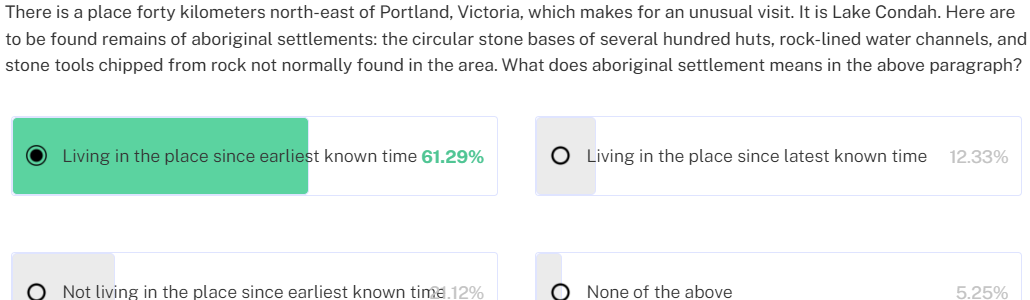 There is a place forty kilometers north-east of Portland, Victoria, which makes for an unusual visit. It is Lake Condah. Here are
to be found remains of aboriginal settlements: the circular stone bases of several hundred huts, rock-lined water channels, and
stone tools chipped from rock not normally found in the area. What does aboriginal settlement means in the above paragraph?
Living in the place since earliest known time 61.29%
Living in the place since latest known time 12.33%
Not living in the place since earliest known time 21.12%
None of the above 5.25%